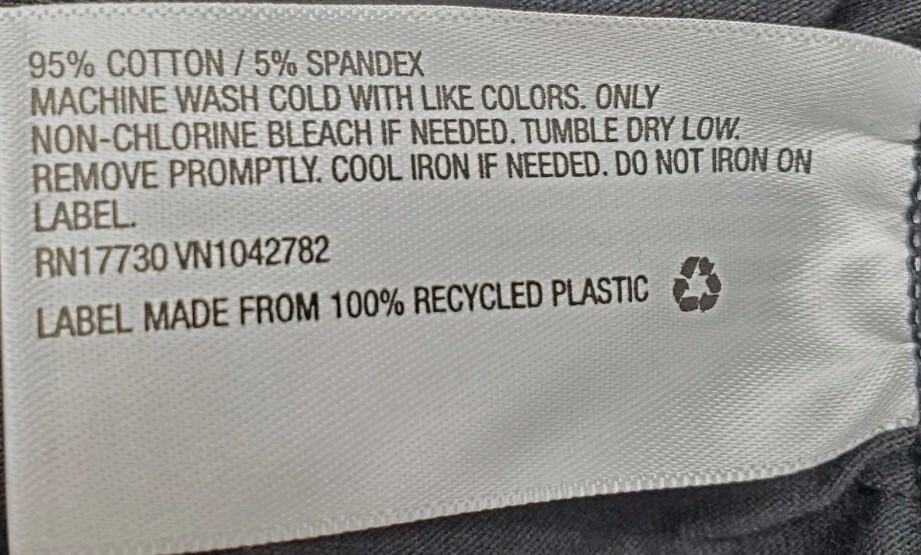 95% COTTON / 5% SPANDEX
MACHINE WASH COLD WITH LIKE COLORS. ONLY
NON-CHLORINE BLEACH IF NEEDED. TUMBLE DRY LOW.
REMOVE PROMPTLY. COOL IRON IF NEEDED. DO NOT IRON ON
LABEL.
RN17730 VN1042782
LABEL MADE FROM 100% RECYCLED PLASTIC